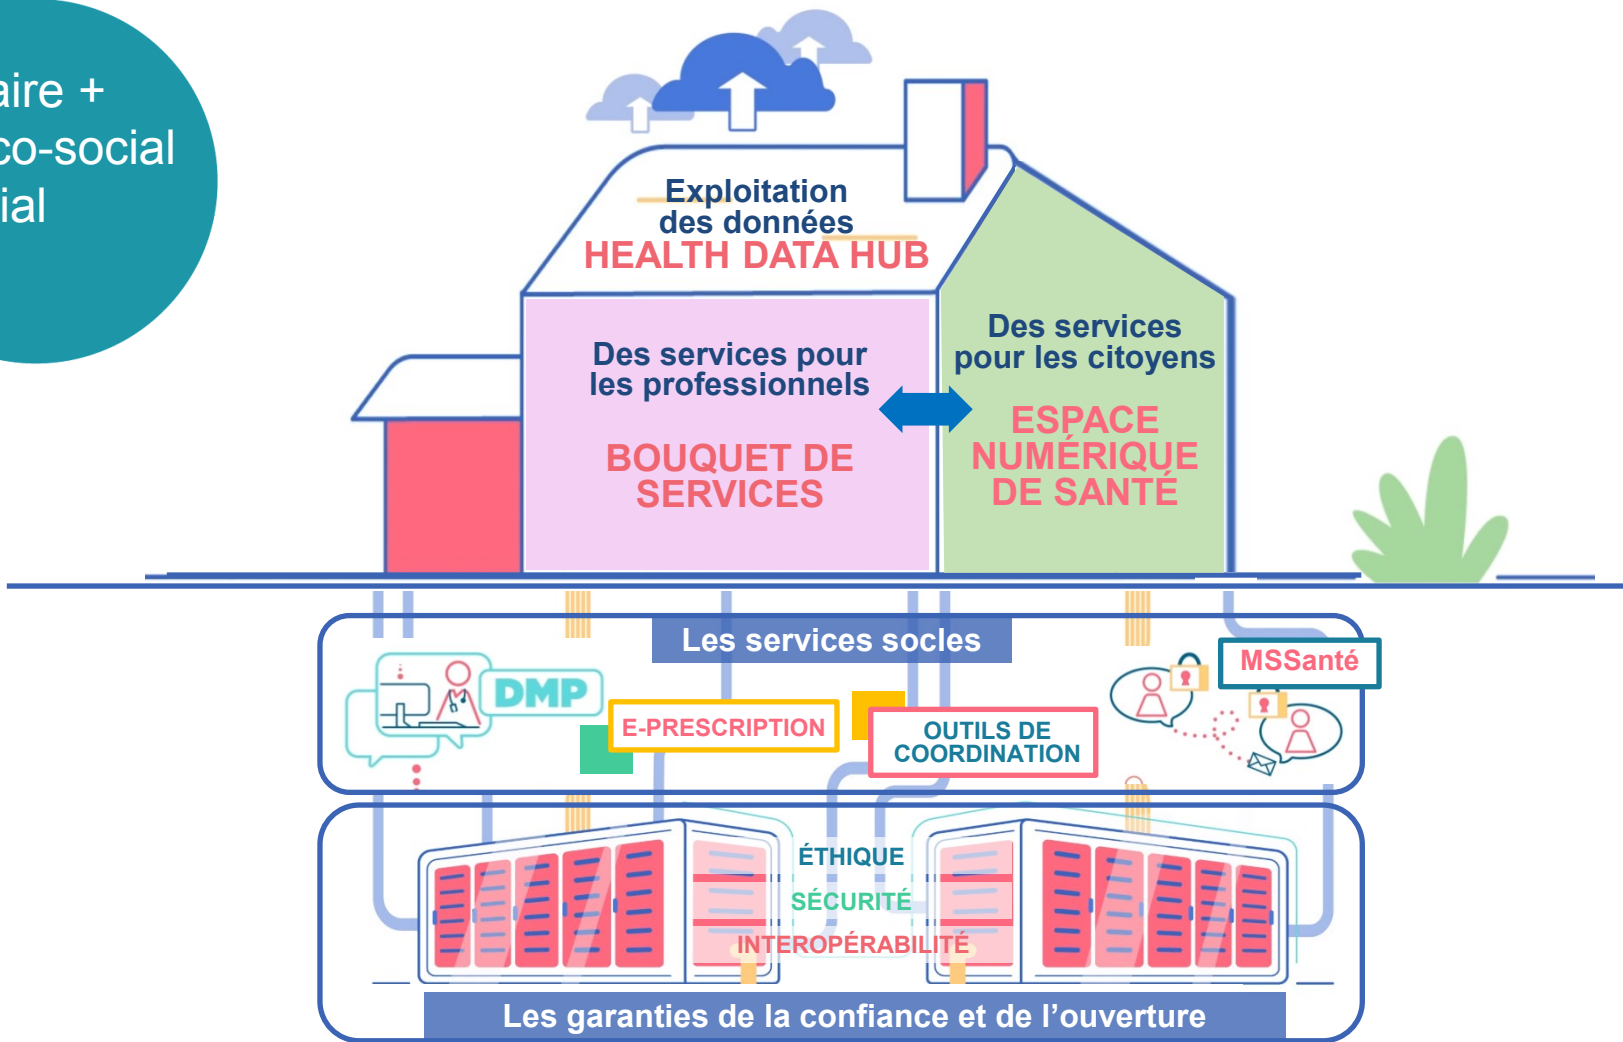 aire +
co-social
ial
Exploitation
des données
HEALTH DATA HUB
Des services pour
les professionnels
BOUQUET DE
SERVICES
Des services
pour les citoyens
ESPACE
NUMÉRIQUE
DE SANTÉ
Les services socles
DMP
E-PRESCRIPTION
OUTILS DE
COORDINATION
MSSanté
ÉTHIQUE
SÉCURITÉ
INTEROPÉRABILITÉ
Les garanties de la confiance et de l’ouverture